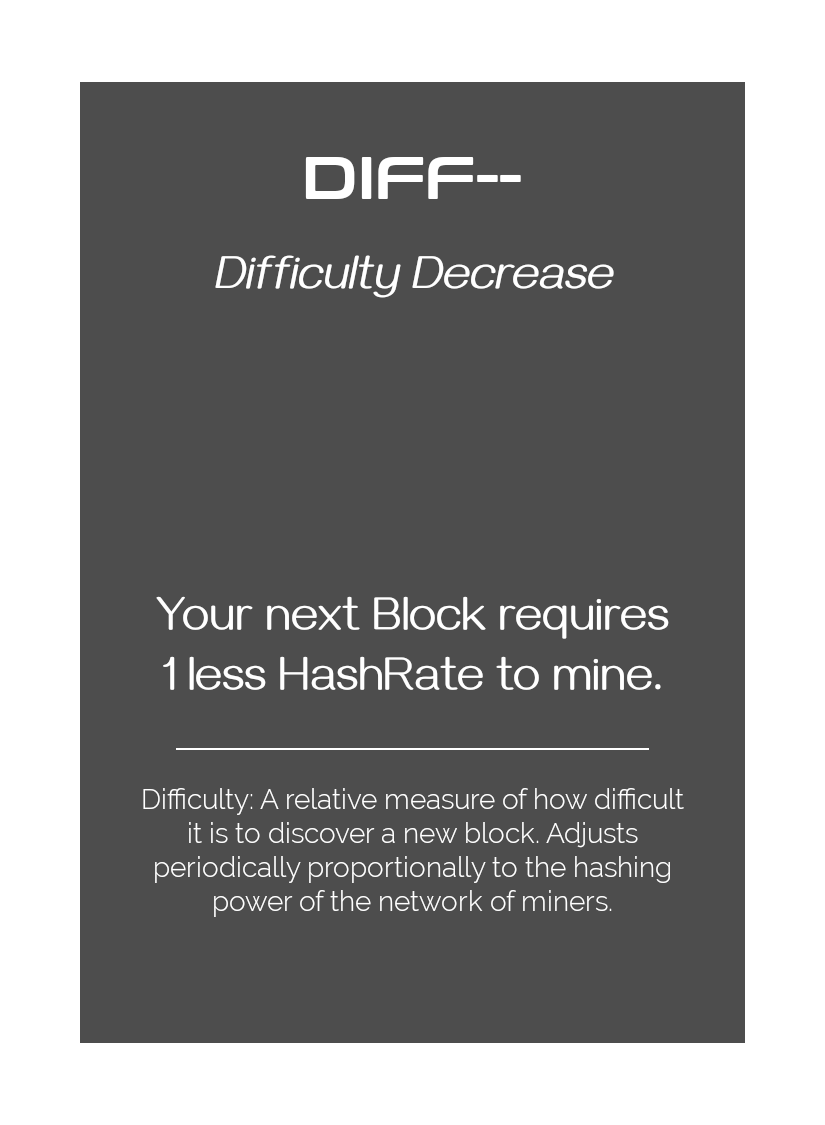 DIFF--
Difficulty Decrease
Your next Block requires
1 less HashRate to mine.
Difficulty: A relative measure of how difficult
it is to discover a new block. Adjusts
periodically proportionally to the hashing
power of the network of miners.